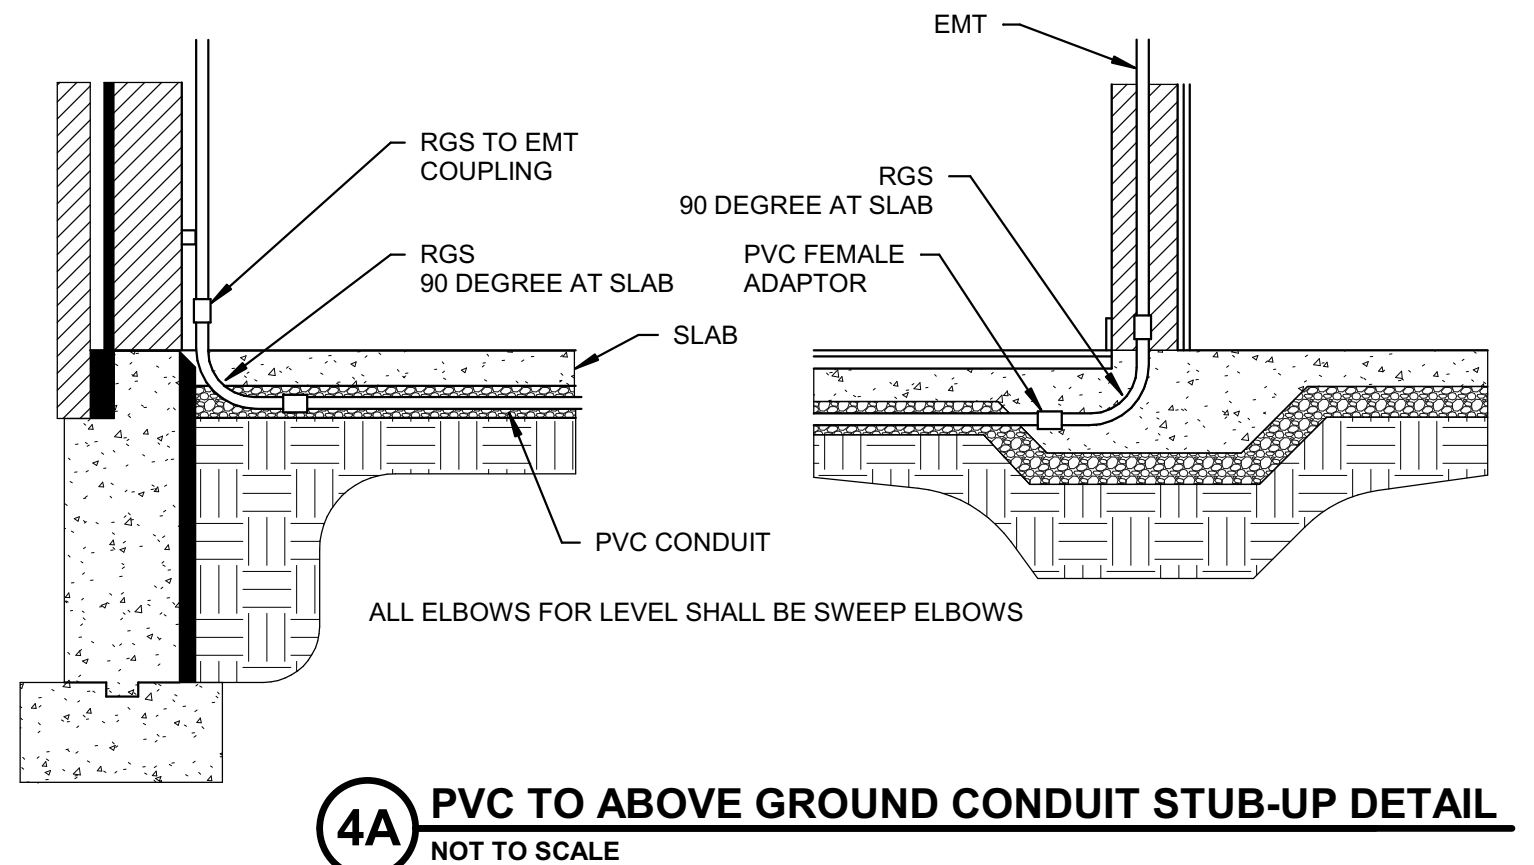 EMT
RGS TO EMT
COUPLING
RGS
90 DEGREE AT SLAB
RGS
90 DEGREE AT SLAB
PVC FEMALE
ADAPTOR
SLAB
PVC CONDUIT
ALL ELBOWS FOR LEVEL SHALL BE SWEEP ELBOWS
4A
PVC TO ABOVE GROUND CONDUIT STUB-UP DETAIL
NOT TO SCALE